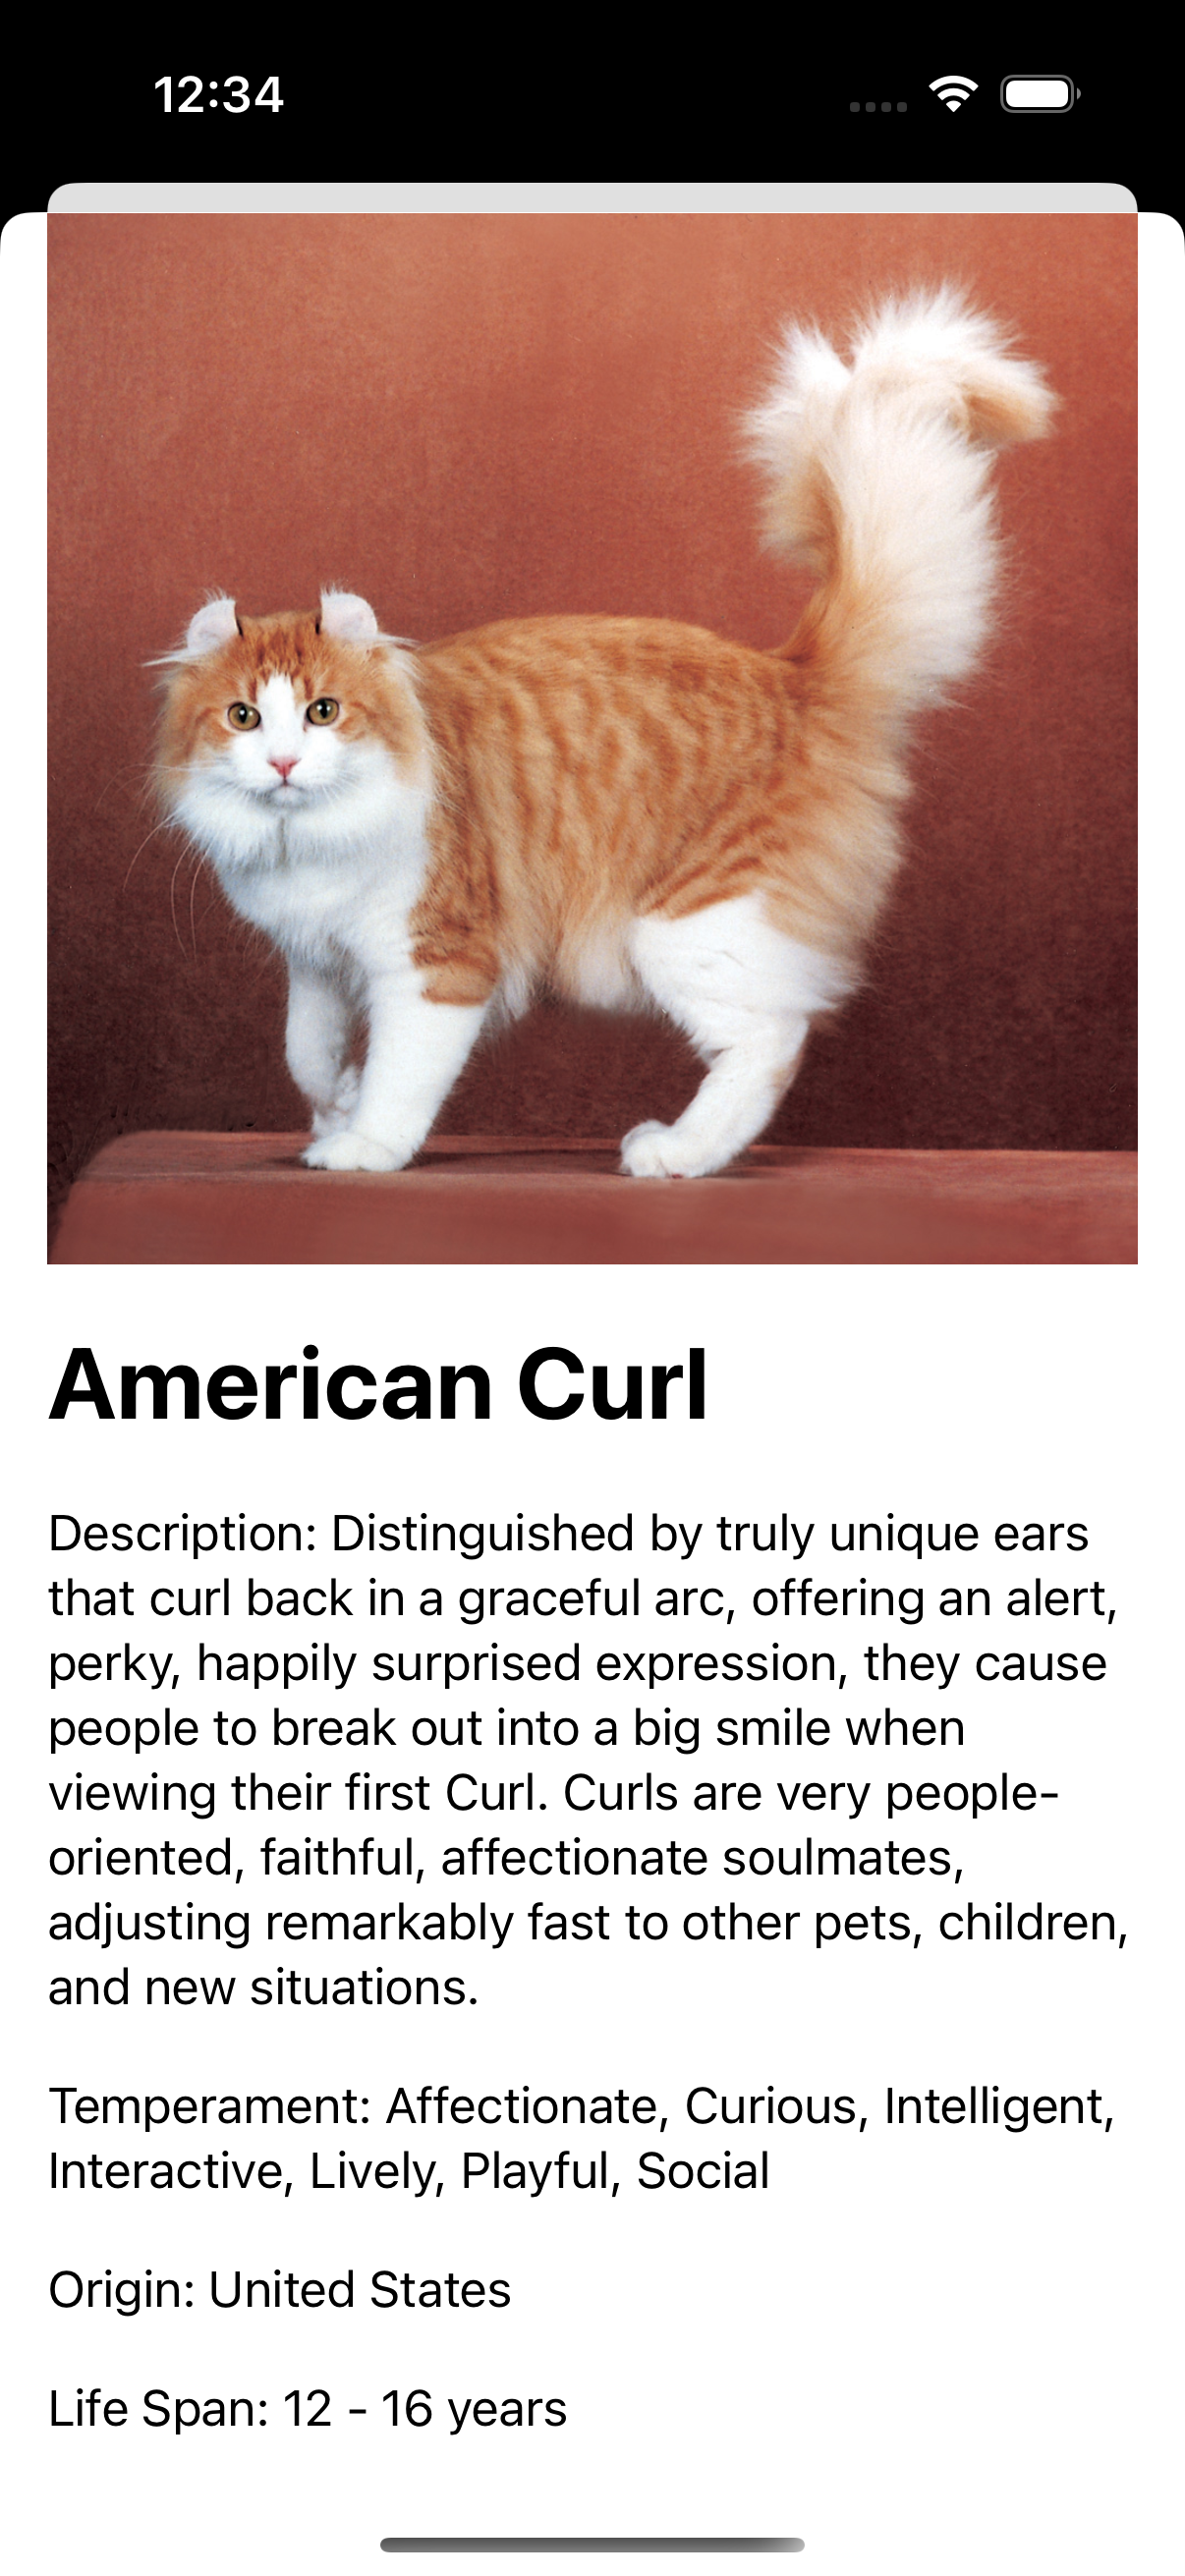 12:34
American Curl
Description: Distinguished by truly unique ears
that curl back in a graceful arc, offering an alert,
perky, happily surprised expression, they cause
people to break out into a big smile when
viewing their first Curl. Curls are very people-
oriented, faithful, affectionate soulmates,
adjusting remarkably fast to other pets, children,
and new situations.
Temperament: Affectionate, Curious, Intelligent,
Interactive, Lively, Playful, Social
Origin: United States
Life Span: 12 - 16 years